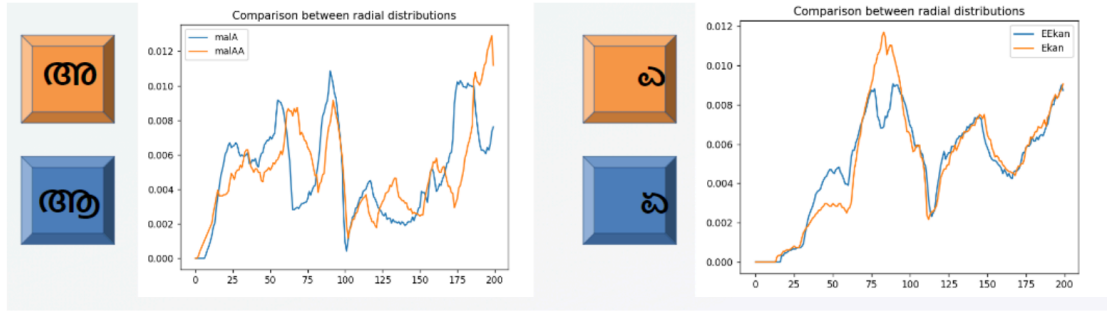 അ
ആ
Comparison between radial distributions
malA
malAA
0.012
0.010
0.008
0.006
0.004
0.002
0.000
0 25 50 75 100 125 150 175 200
ಎ
ಏ
Comparison between radial distributions
EEkan
Ekan
0.012
0.010
0.008
0.006
0.004
0.002
0.000
0 25 50 75 100 125 150 175 200